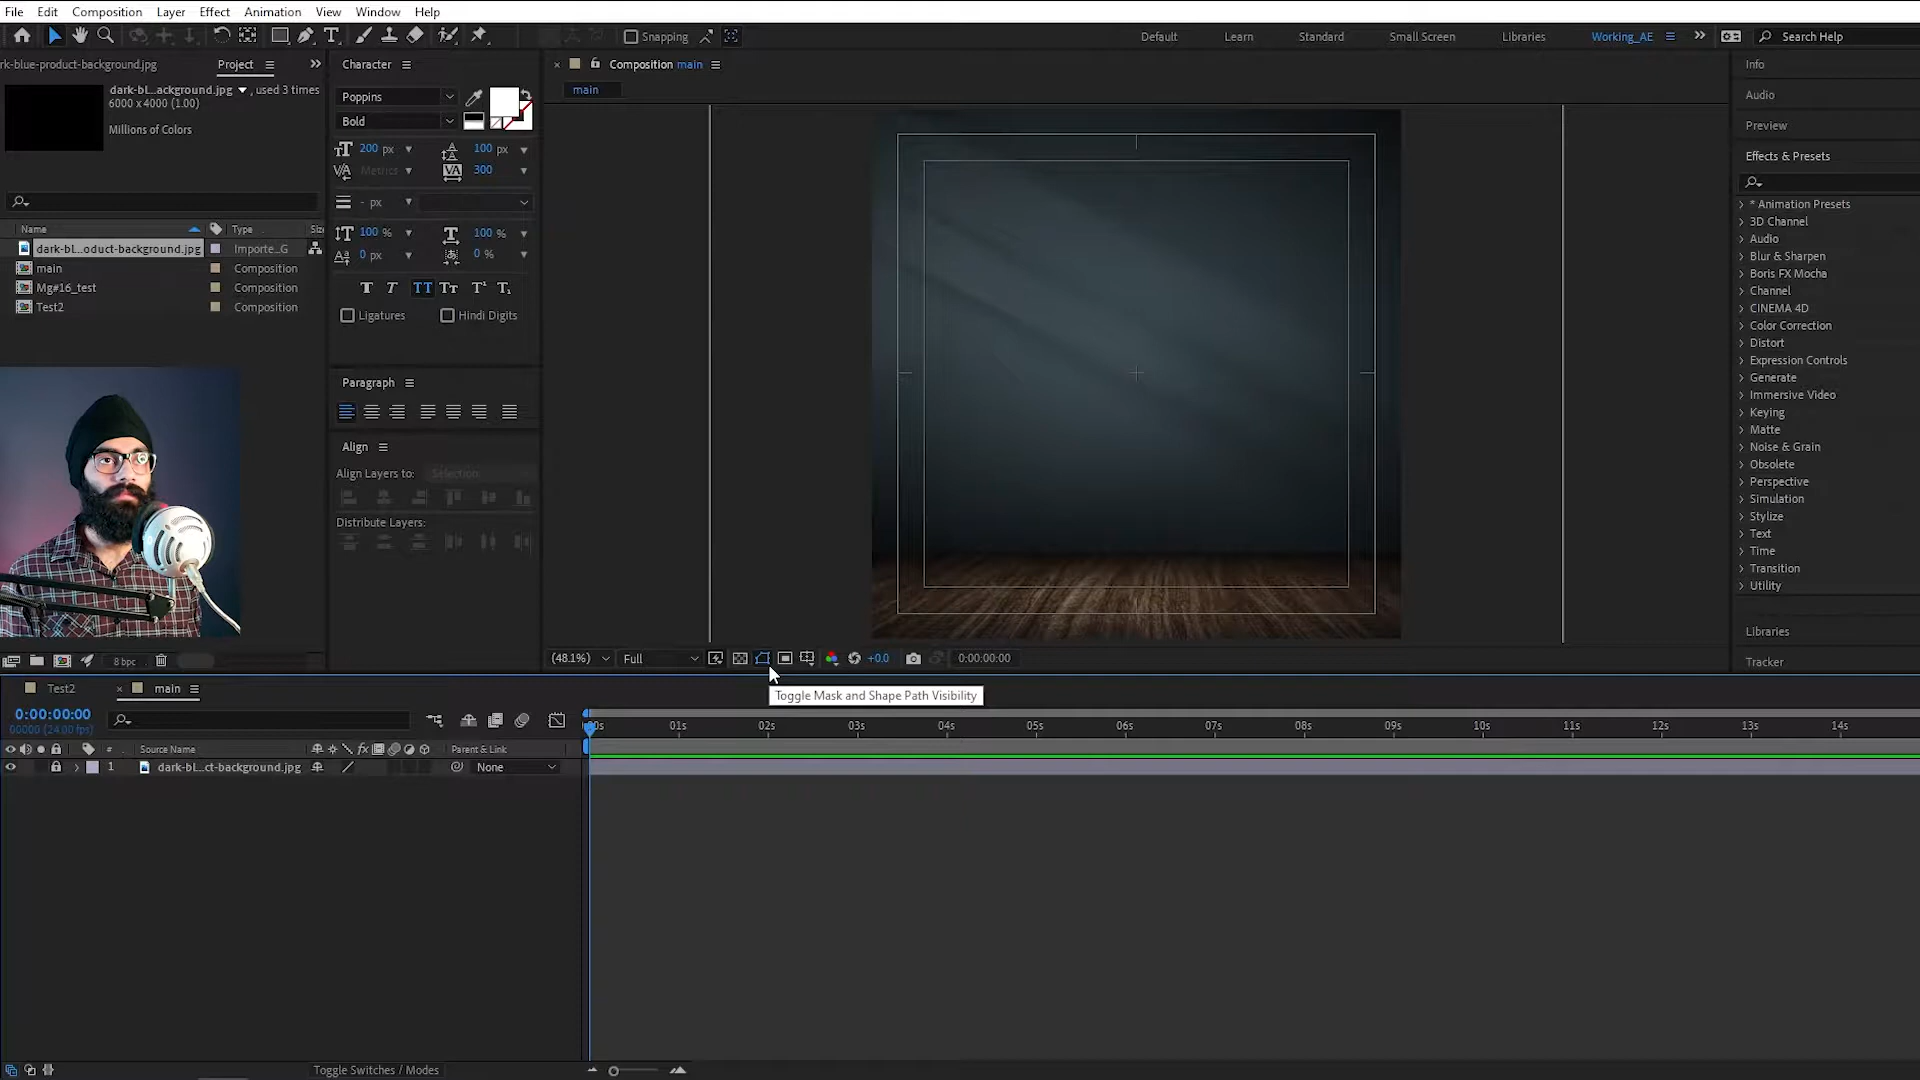 File Edit Composition Layer Effect Animation View Window Help
Snapping Default Learn Standard Small Screen Libraries Working_AE Search Help
rk-blue-product-background.jpg Project
dark-bl...ackground.jpg , used 3 times
6000 x 4000 (1.00)
Millions of Colors
Name Type Siz
dark-bl...oduct-background.jpg Importe_G
main Composition
Mg#16_test Composition
Test2 Composition
8 bpc
Character
Poppins
Bold
200 px 100 px
Metrics 300
- px
100 % 100 %
0 px 0 %
Ligatures Hindi Digits
Paragraph
Align
Align Layers to: Selection
Distribute Layers:
Composition main
main
(48.1%) Full +0.0 0:00:00:00
Toggle Mask and Shape Path Visibility
Info
Audio
Preview
Effects & Presets
* Animation Presets
3D Channel
Audio
Blur & Sharpen
Boris FX Mocha
Channel
CINEMA 4D
Color Correction
Distort
Expression Controls
Generate
Immersive Video
Keying
Matte
Noise & Grain
Obsolete
Perspective
Simulation
Stylize
Text
Time
Transition
Utility
Libraries
Tracker
Test2 main
0:00:00:00
00000 (24.00 fps)
00s 01s 02s 03s 04s 05s 06s 07s 08s 09s 10s 11s 12s 13s 14s
# Source Name fx Parent & Link
1 dark-bl...ct-background.jpg None
Toggle Switches / Modes